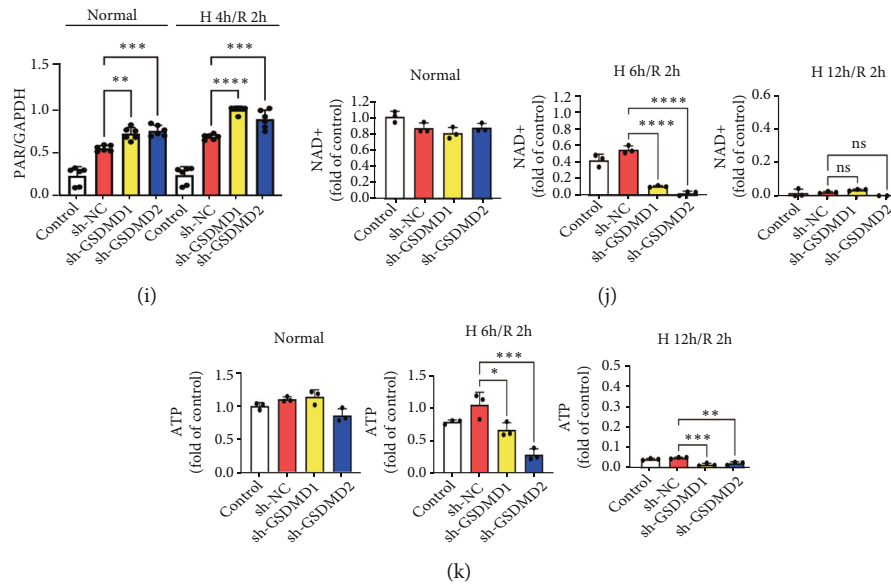 Normal
H 4h/R 2h
***
**
***
****
PAR/GAPDH
1.5
1.0
0.5
0.0
Control
sh-NC
sh-GSDMD1
sh-GSDMD2
Control
sh-NC
sh-GSDMD1
sh-GSDMD2
(i)
Normal
NAD+
(fold of control)
1.2
1.0
0.8
0.6
0.4
0.2
0.0
Control
sh-NC
sh-GSDMD1
sh-GSDMD2
H 6h/R 2h
****
****
NAD+
(fold of control)
1.2
1.0
0.8
0.6
0.4
0.2
0.0
Control
sh-NC
sh-GSDMD1
sh-GSDMD2
H 12h/R 2h
ns
ns
NAD+
(fold of control)
0.6
0.4
0.2
0.0
Control
sh-NC
sh-GSDMD1
sh-GSDMD2
(j)
Normal
ATP
(fold of control)
1.5
1.0
0.5
0.0
Control
sh-NC
sh-GSDMD1
sh-GSDMD2
H 6h/R 2h
***
*
ATP
(fold of control)
1.5
1.0
0.5
0.0
Control
sh-NC
sh-GSDMD1
sh-GSDMD2
H 12h/R 2h
**
***
ATP
(fold of control)
0.5
0.4
0.3
0.2
0.1
0.0
Control
sh-NC
sh-GSDMD1
sh-GSDMD2
(k)